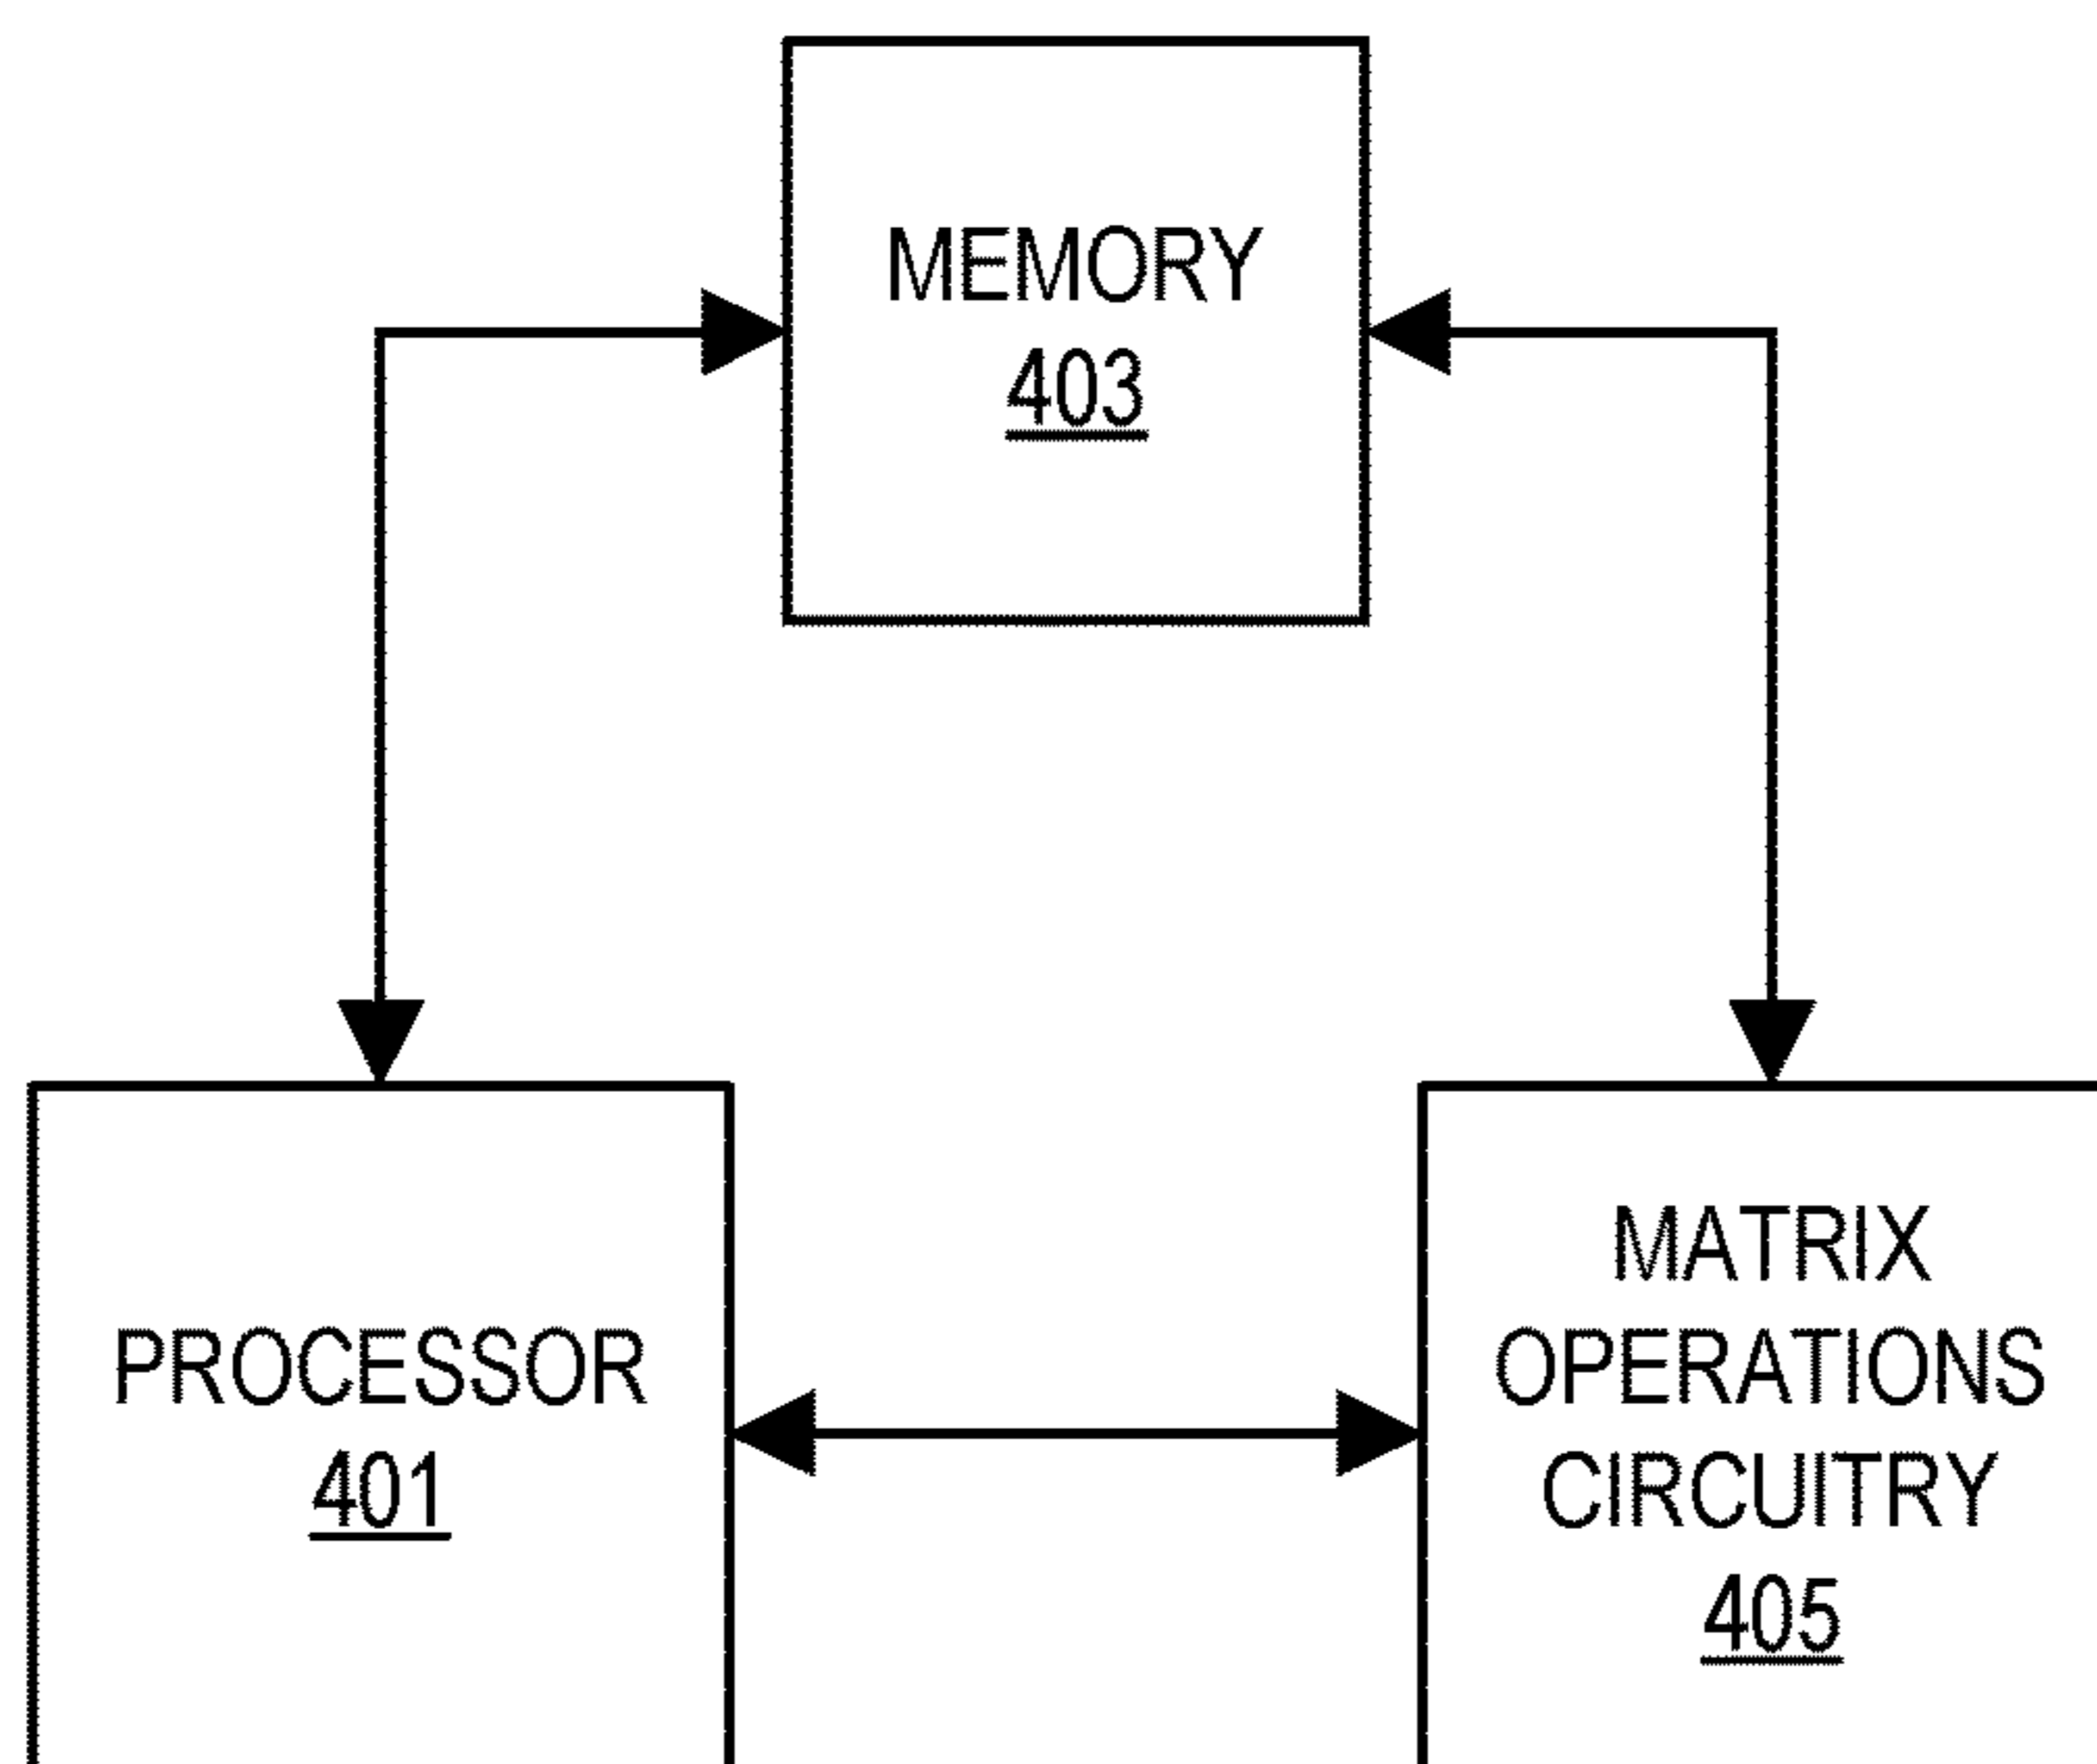 MEMORY
403
PROCESSOR
401
MATRIX
OPERATIONS
CIRCUITRY
405